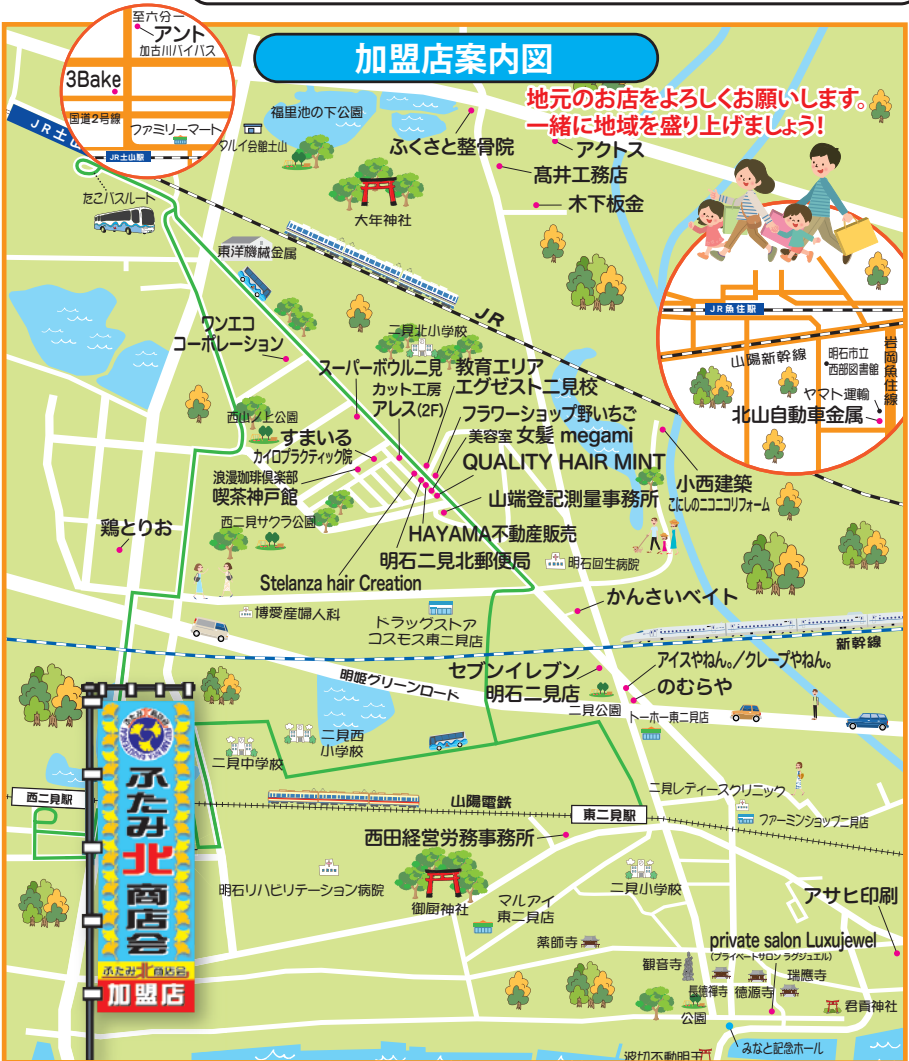 加盟店案内図
地元のお店をよろしくお願いします。
一緒に地域を盛り上げましょう!
至六分一
アント
加古川バイパス
3Bake
国道2号線
ファミリーマート
JR土山駅
JR土山
たこバスルート
福里池の下公園
タルイ会館土山
大年神社
ふくさと整骨院
アクトス
髙井工務店
木下板金
東洋機械金属
JR
JR魚住駅
山陽新幹線
明石市立
西部図書館
岩岡魚住線
ヤマト運輸
北山自動車金属
ワンエコ
コーポレーション
二見北小学校
スーパーボウル二見
カット工房
アレス(2F)
教育エリア
エグゼスト二見校
フラワーショップ野いちご
美容室 女髪 megami
QUALITY HAIR MINT
山端登記測量事務所
HAYAMA不動産販売
明石二見北郵便局
Stelanza hair Creation
西山ノ上公園
すまいる
カイロプラクティック院
浪漫珈琲倶楽部
喫茶神戸館
西二見サクラ公園
小西建築
こにしのニコニコリフォーム
鶏とりお
明石回生病院
博愛産婦人科
ドラッグストア
コスモス東二見店
かんさいベイト
新幹線
明姫グリーンロード
セブンイレブン
明石二見店
アイスやねん。/クレープやねん。
のむらや
二見公園
トーホー東二見店
二見中学校
二見西
小学校
西二見駅
山陽電鉄
東二見駅
二見レディースクリニック
ファーミンショップ二見店
西田経営労務事務所
明石リハビリテーション病院
御厨神社
マルアイ
東二見店
二見小学校
アサヒ印刷
薬師寺
private salon Luxujewel
(プライベートサロン ラグジュエル)
観音寺
長徳禅寺
徳源寺
瑞應寺
公園
君貢神社
みなと記念ホール
波切不動明王
ふたみ北商店会
ふたみ北商店会
加盟店